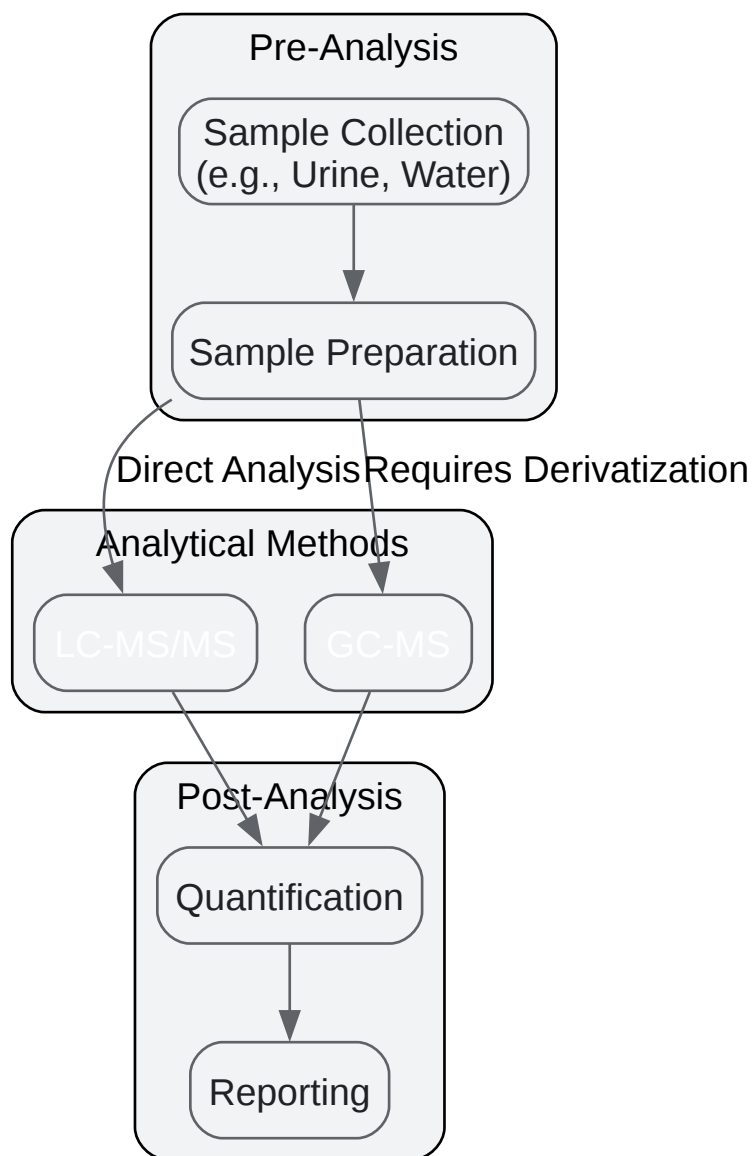 Pre-Analysis
Sample Collection
(e.g., Urine, Water)
Sample Preparation
Direct Analysis
Requires Derivatization
Analytical Methods
LC-MS/MS
GC-MS
Post-Analysis
Quantification
Reporting